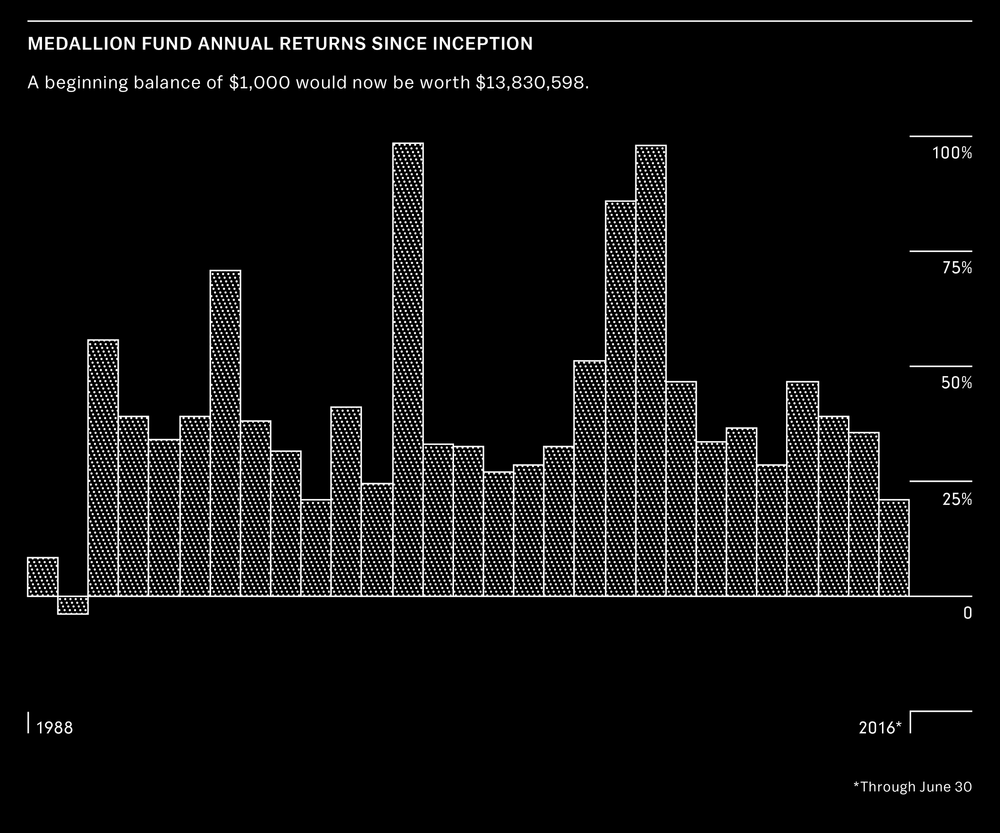 MEDALLION FUND ANNUAL RETURNS SINCE INCEPTION
A beginning balance of $1,000 would now be worth $13,830,598.
100%
75%
50%
25%
0
1988
2016*
*Through June 30